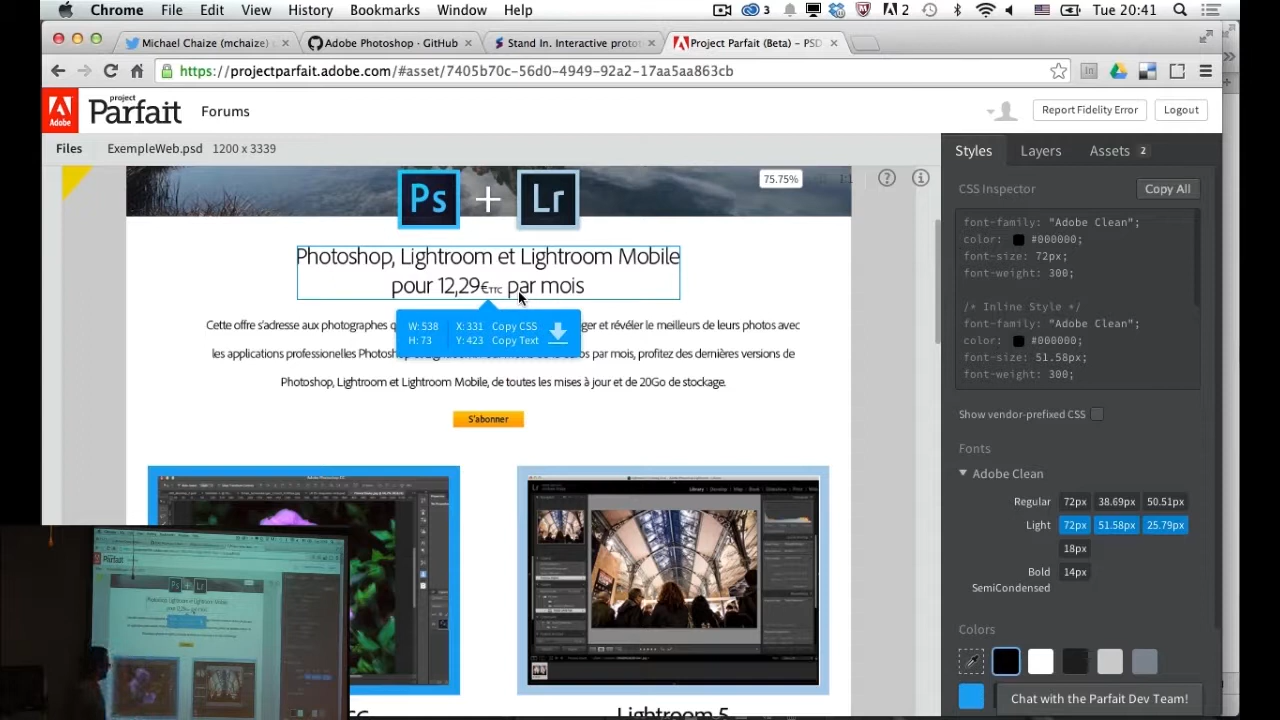 Chrome File Edit View History Bookmarks Window Help 3 2 Tue 20:41
Michael Chaize (mchaize) Adobe Photoshop · GitHub Stand In. Interactive proto Project Parfait (Beta) – PSD
https://projectparfait.adobe.com/#asset/7405b70c-56d0-4949-92a2-17aa5aa863cb
Adobe project Parfait Forums Report Fidelity Error Logout
Files ExempleWeb.psd 1200 x 3339 Styles Layers Assets 2
75.75% 1:1
CSS Inspector Copy All
Ps + Lr
font-family: "Adobe Clean";
color: #000000;
font-size: 72px;
font-weight: 300;
/* Inline Style */
font-family: "Adobe Clean";
color: #000000;
font-size: 51.58px;
font-weight: 300;
Photoshop, Lightroom et Lightroom Mobile
pour 12,29€TTC par mois
W: 538 X: 331 Copy CSS
H: 73 Y: 423 Copy Text
Cette offre s'adresse aux photographes ger et révéler le meilleurs de leurs photos avec
les applications professionelles par mois, profitez des dernières versions de
Photoshop, Lightroom et Lightroom Mobile, de toutes les mises à jour et de 20Go de stockage.
S'abonner
Show vendor-prefixed CSS
Fonts
Adobe Clean
Regular 72px 38.69px 50.51px
Light 72px 51.58px 25.79px
18px
Bold 14px
SemiCondensed
Colors
Chat with the Parfait Dev Team!
Lightroom 5